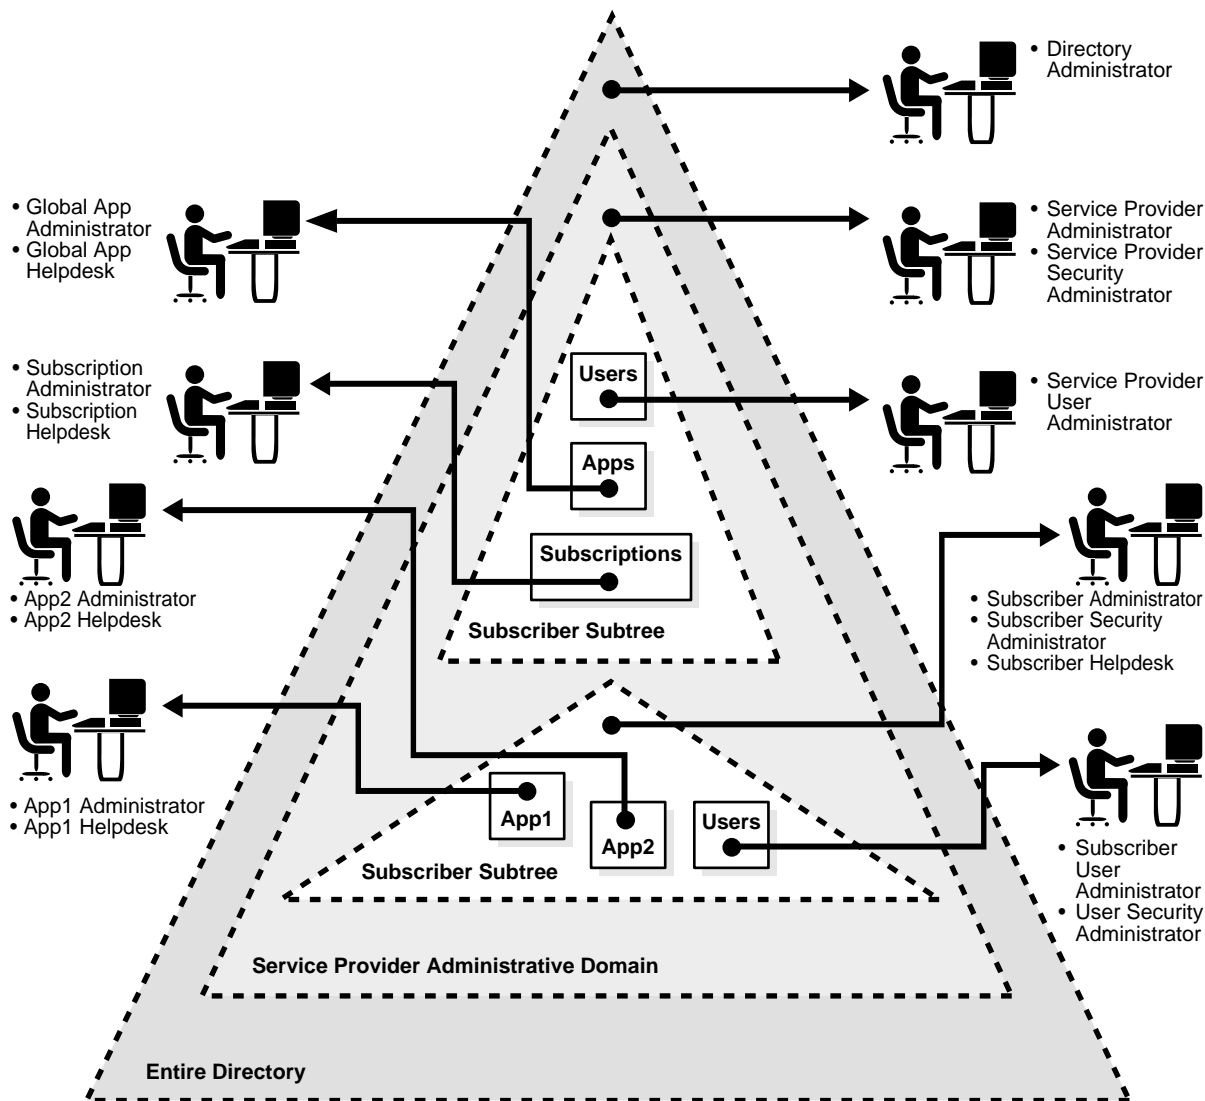 • Directory
Administrator
• Global App
Administrator
• Global App
Helpdesk
• Service Provider
Administrator
• Service Provider
Security
Administrator
• Subscription
Administrator
• Subscription
Helpdesk
Users
• Service Provider
User
Administrator
Apps
Subscriptions
• App2 Administrator
• App2 Helpdesk
• Subscriber Administrator
• Subscriber Security
Administrator
• Subscriber Helpdesk
Subscriber Subtree
• App1 Administrator
• App1 Helpdesk
App1
App2
Users
• Subscriber
User
Administrator
• User Security
Administrator
Subscriber Subtree
Service Provider Administrative Domain
Entire Directory